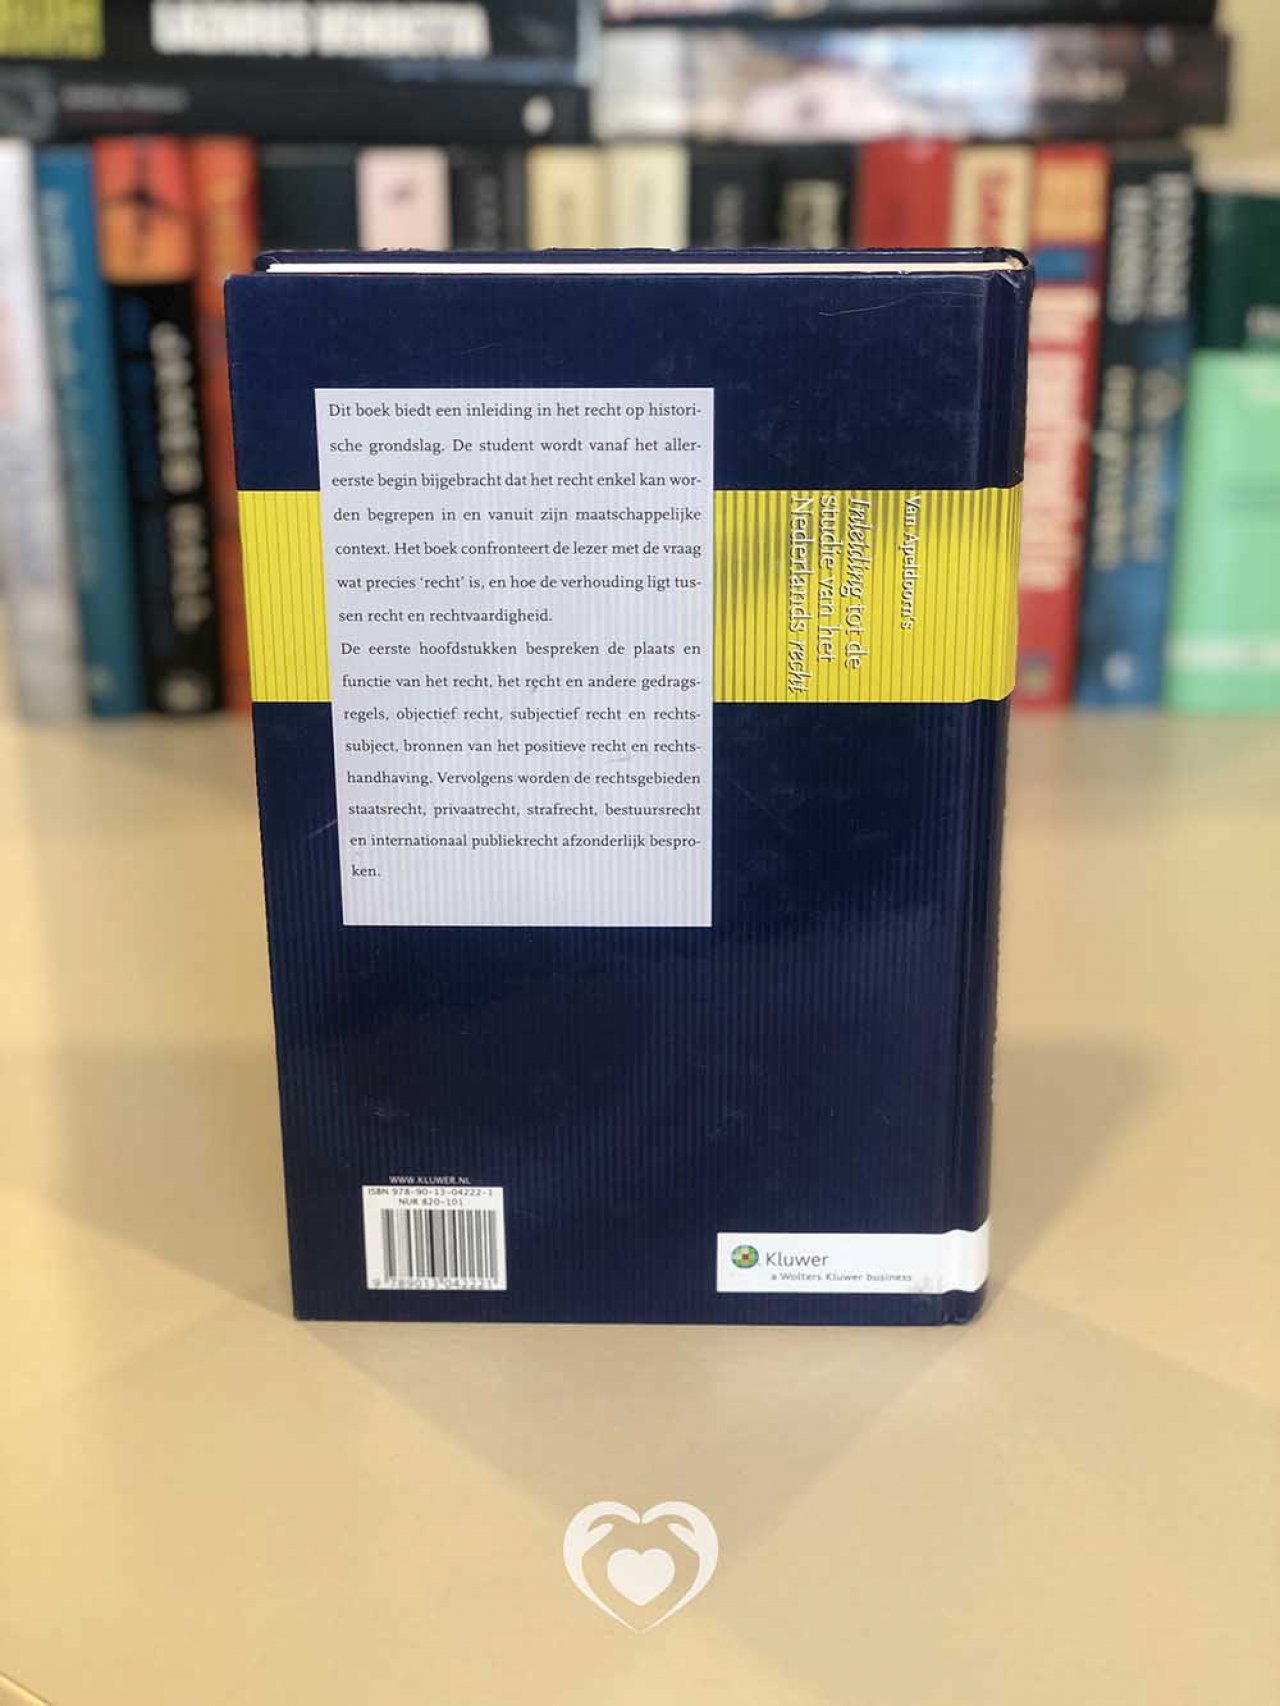 Dit boek biedt een inleiding in het recht op histori-
sche grondslag. De student wordt vanaf het aller-
eerste begin bijgebracht dat het recht enkel kan wor-
den begrepen in en vanuit zijn maatschappelijke
context. Het boek confronteert de lezer met de vraag
wat precies ‘recht’ is, en hoe de verhouding ligt tus-
sen recht en rechtvaardigheid.
De eerste hoofdstukken bespreken de plaats en
functie van het recht, het recht en andere gedrags-
regels, objectief recht, subjectief recht en rechts-
subject, bronnen van het positieve recht en rechts-
handhaving. Vervolgens worden de rechtsgebieden
staatsrecht, privaatrecht, strafrecht, bestuursrecht
en internationaal publiekrecht afzonderlijk bespro-
ken.
Van Apeldoorn's
Inleiding tot de
studie van het
Nederlands recht
WWW.KLUWER.NL
ISBN 978-90-13-04222-1
NUR 820-101
9 789013 042221
Kluwer
a Wolters Kluwer business